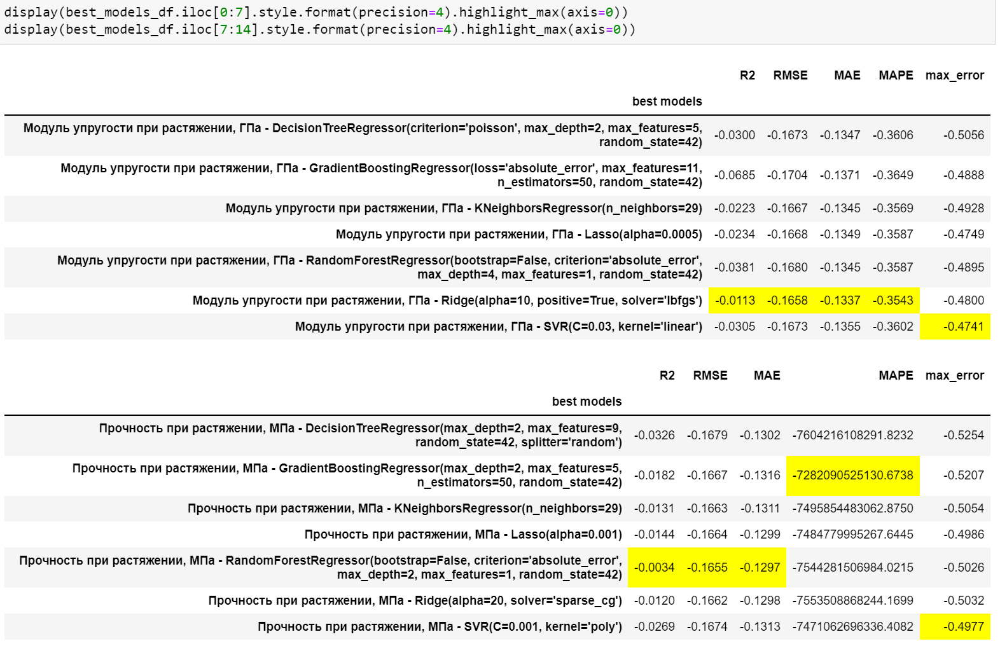 display(best_models_df.iloc[0:7].style.format(precision=4).highlight_max(axis=0))
display(best_models_df.iloc[7:14].style.format(precision=4).highlight_max(axis=0))
R2 RMSE MAE MAPE max_error
best models
Модуль упругости при растяжении, ГПа - DecisionTreeRegressor(criterion='poisson', max_depth=2, max_features=5,
random_state=42) -0.0300 -0.1673 -0.1347 -0.3606 -0.5056
Модуль упругости при растяжении, ГПа - GradientBoostingRegressor(loss='absolute_error', max_features=11,
n_estimators=50, random_state=42) -0.0685 -0.1704 -0.1371 -0.3649 -0.4888
Модуль упругости при растяжении, ГПа - KNeighborsRegressor(n_neighbors=29) -0.0223 -0.1667 -0.1345 -0.3569 -0.4928
Модуль упругости при растяжении, ГПа - Lasso(alpha=0.0005) -0.0234 -0.1668 -0.1349 -0.3587 -0.4749
Модуль упругости при растяжении, ГПа - RandomForestRegressor(bootstrap=False, criterion='absolute_error',
max_depth=4, max_features=1, random_state=42) -0.0381 -0.1680 -0.1345 -0.3587 -0.4895
Модуль упругости при растяжении, ГПа - Ridge(alpha=10, positive=True, solver='lbfgs') -0.0113 -0.1658 -0.1337 -0.3543 -0.4800
Модуль упругости при растяжении, ГПа - SVR(C=0.03, kernel='linear') -0.0305 -0.1673 -0.1355 -0.3602 -0.4741
R2 RMSE MAE MAPE max_error
best models
Прочность при растяжении, МПа - DecisionTreeRegressor(max_depth=2, max_features=9,
random_state=42, splitter='random') -0.0326 -0.1679 -0.1302 -7604216108291.8232 -0.5254
Прочность при растяжении, МПа - GradientBoostingRegressor(max_depth=2, max_features=5,
n_estimators=50, random_state=42) -0.0182 -0.1667 -0.1316 -7282090525130.6738 -0.5207
Прочность при растяжении, МПа - KNeighborsRegressor(n_neighbors=29) -0.0131 -0.1663 -0.1311 -7495854483062.8750 -0.5054
Прочность при растяжении, МПа - Lasso(alpha=0.001) -0.0144 -0.1664 -0.1299 -7484779995267.6445 -0.4986
Прочность при растяжении, МПа - RandomForestRegressor(bootstrap=False, criterion='absolute_error',
max_depth=2, max_features=1, random_state=42) -0.0034 -0.1655 -0.1297 -7544281506984.0215 -0.5026
Прочность при растяжении, МПа - Ridge(alpha=20, solver='sparse_cg') -0.0120 -0.1662 -0.1298 -7553508868244.1699 -0.5032
Прочность при растяжении, МПа - SVR(C=0.001, kernel='poly') -0.0269 -0.1674 -0.1313 -7471062696336.4082 -0.4977